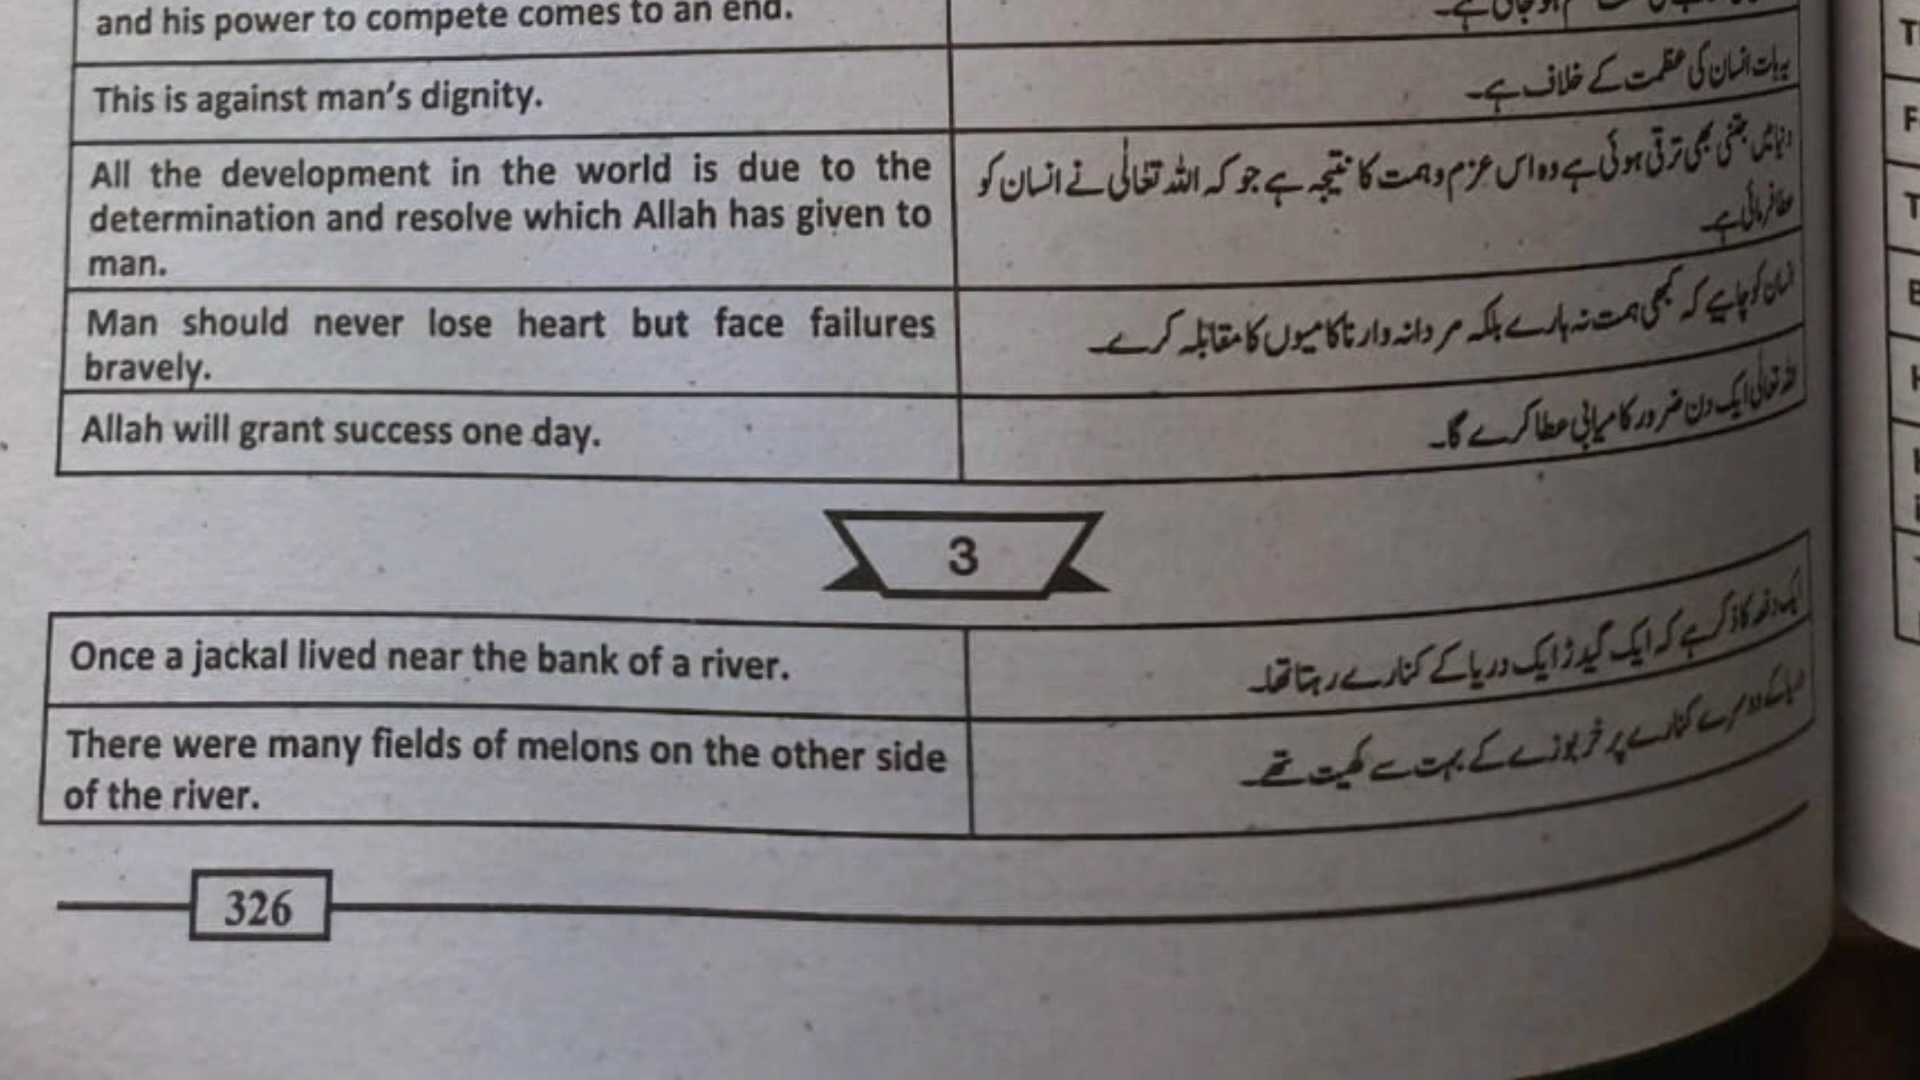 and his power to compete comes to an end.
This is against man's dignity.
یہ بات انسان کی عظمت کے خلاف ہے۔
All the development in the world is due to the
determination and resolve which Allah has given to
man.
دنیا میں جتنی بھی ترقی ہوئی ہے وہ اس عزم و ہمت کا نتیجہ ہے جو کہ اللہ تعالٰی نے انسان کو
عطا فرمائی ہے۔
Man should never lose heart but face failures
bravely.
انسان کو چاہیے کہ کبھی ہمت نہ ہارے بلکہ مردانہ وار ناکامیوں کا مقابلہ کرے۔
Allah will grant success one day.
اللہ تعالٰی ایک دن ضرور کامیابی عطا کرے گا۔
3
Once a jackal lived near the bank of a river.
ایک دفعہ کا ذکر ہے کہ ایک گیدڑ ایک دریا کے کنارے رہتا تھا۔
There were many fields of melons on the other side
of the river.
کے دوسرے کنارے پر خربوزے کے بہت سے کھیت تھے۔
326